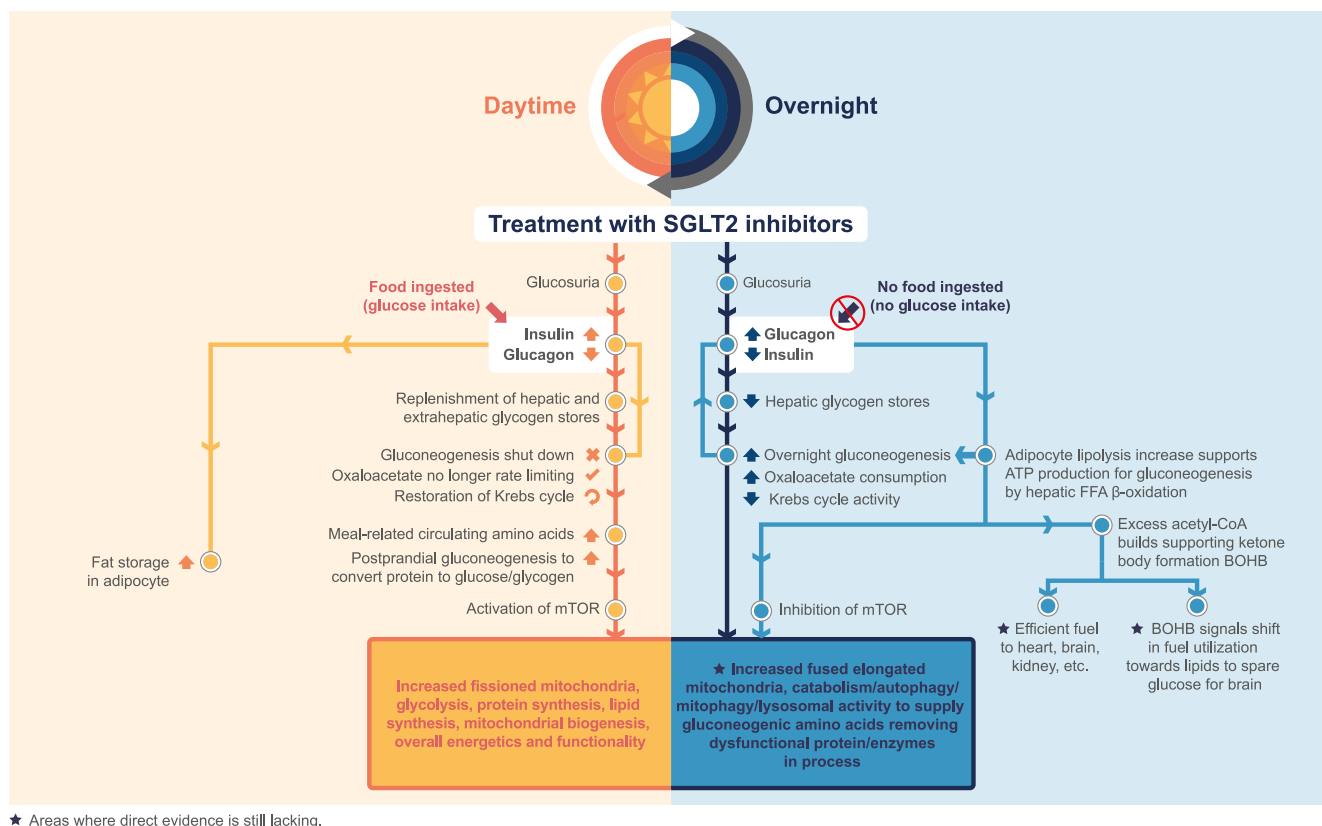 Daytime
Overnight
Treatment with SGLT2 inhibitors
Glucosuria
Food ingested
(glucose intake)
Insulin
Glucagon
Replenishment of hepatic and
extrahepatic glycogen stores
Gluconeogenesis shut down
Oxaloacetate no longer rate limiting
Restoration of Krebs cycle
Meal-related circulating amino acids
Postprandial gluconeogenesis to
convert protein to glucose/glycogen
Activation of mTOR
Fat storage
in adipocyte
Increased fissioned mitochondria,
glycolysis, protein synthesis, lipid
synthesis, mitochondrial biogenesis,
overall energetics and functionality
Glucosuria
No food ingested
(no glucose intake)
Glucagon
Insulin
Hepatic glycogen stores
Overnight gluconeogenesis
Oxaloacetate consumption
Krebs cycle activity
Adipocyte lipolysis increase supports
ATP production for gluconeogenesis
by hepatic FFA β-oxidation
Excess acetyl-CoA
builds supporting ketone
body formation BOHB
Inhibition of mTOR
★ Efficient fuel
to heart, brain,
kidney, etc.
★ BOHB signals shift
in fuel utilization
towards lipids to spare
glucose for brain
★ Increased fused elongated
mitochondria, catabolism/autophagy/
mitophagy/lysosomal activity to supply
gluconeogenic amino acids removing
dysfunctional protein/enzymes
in process
★ Areas where direct evidence is still lacking.